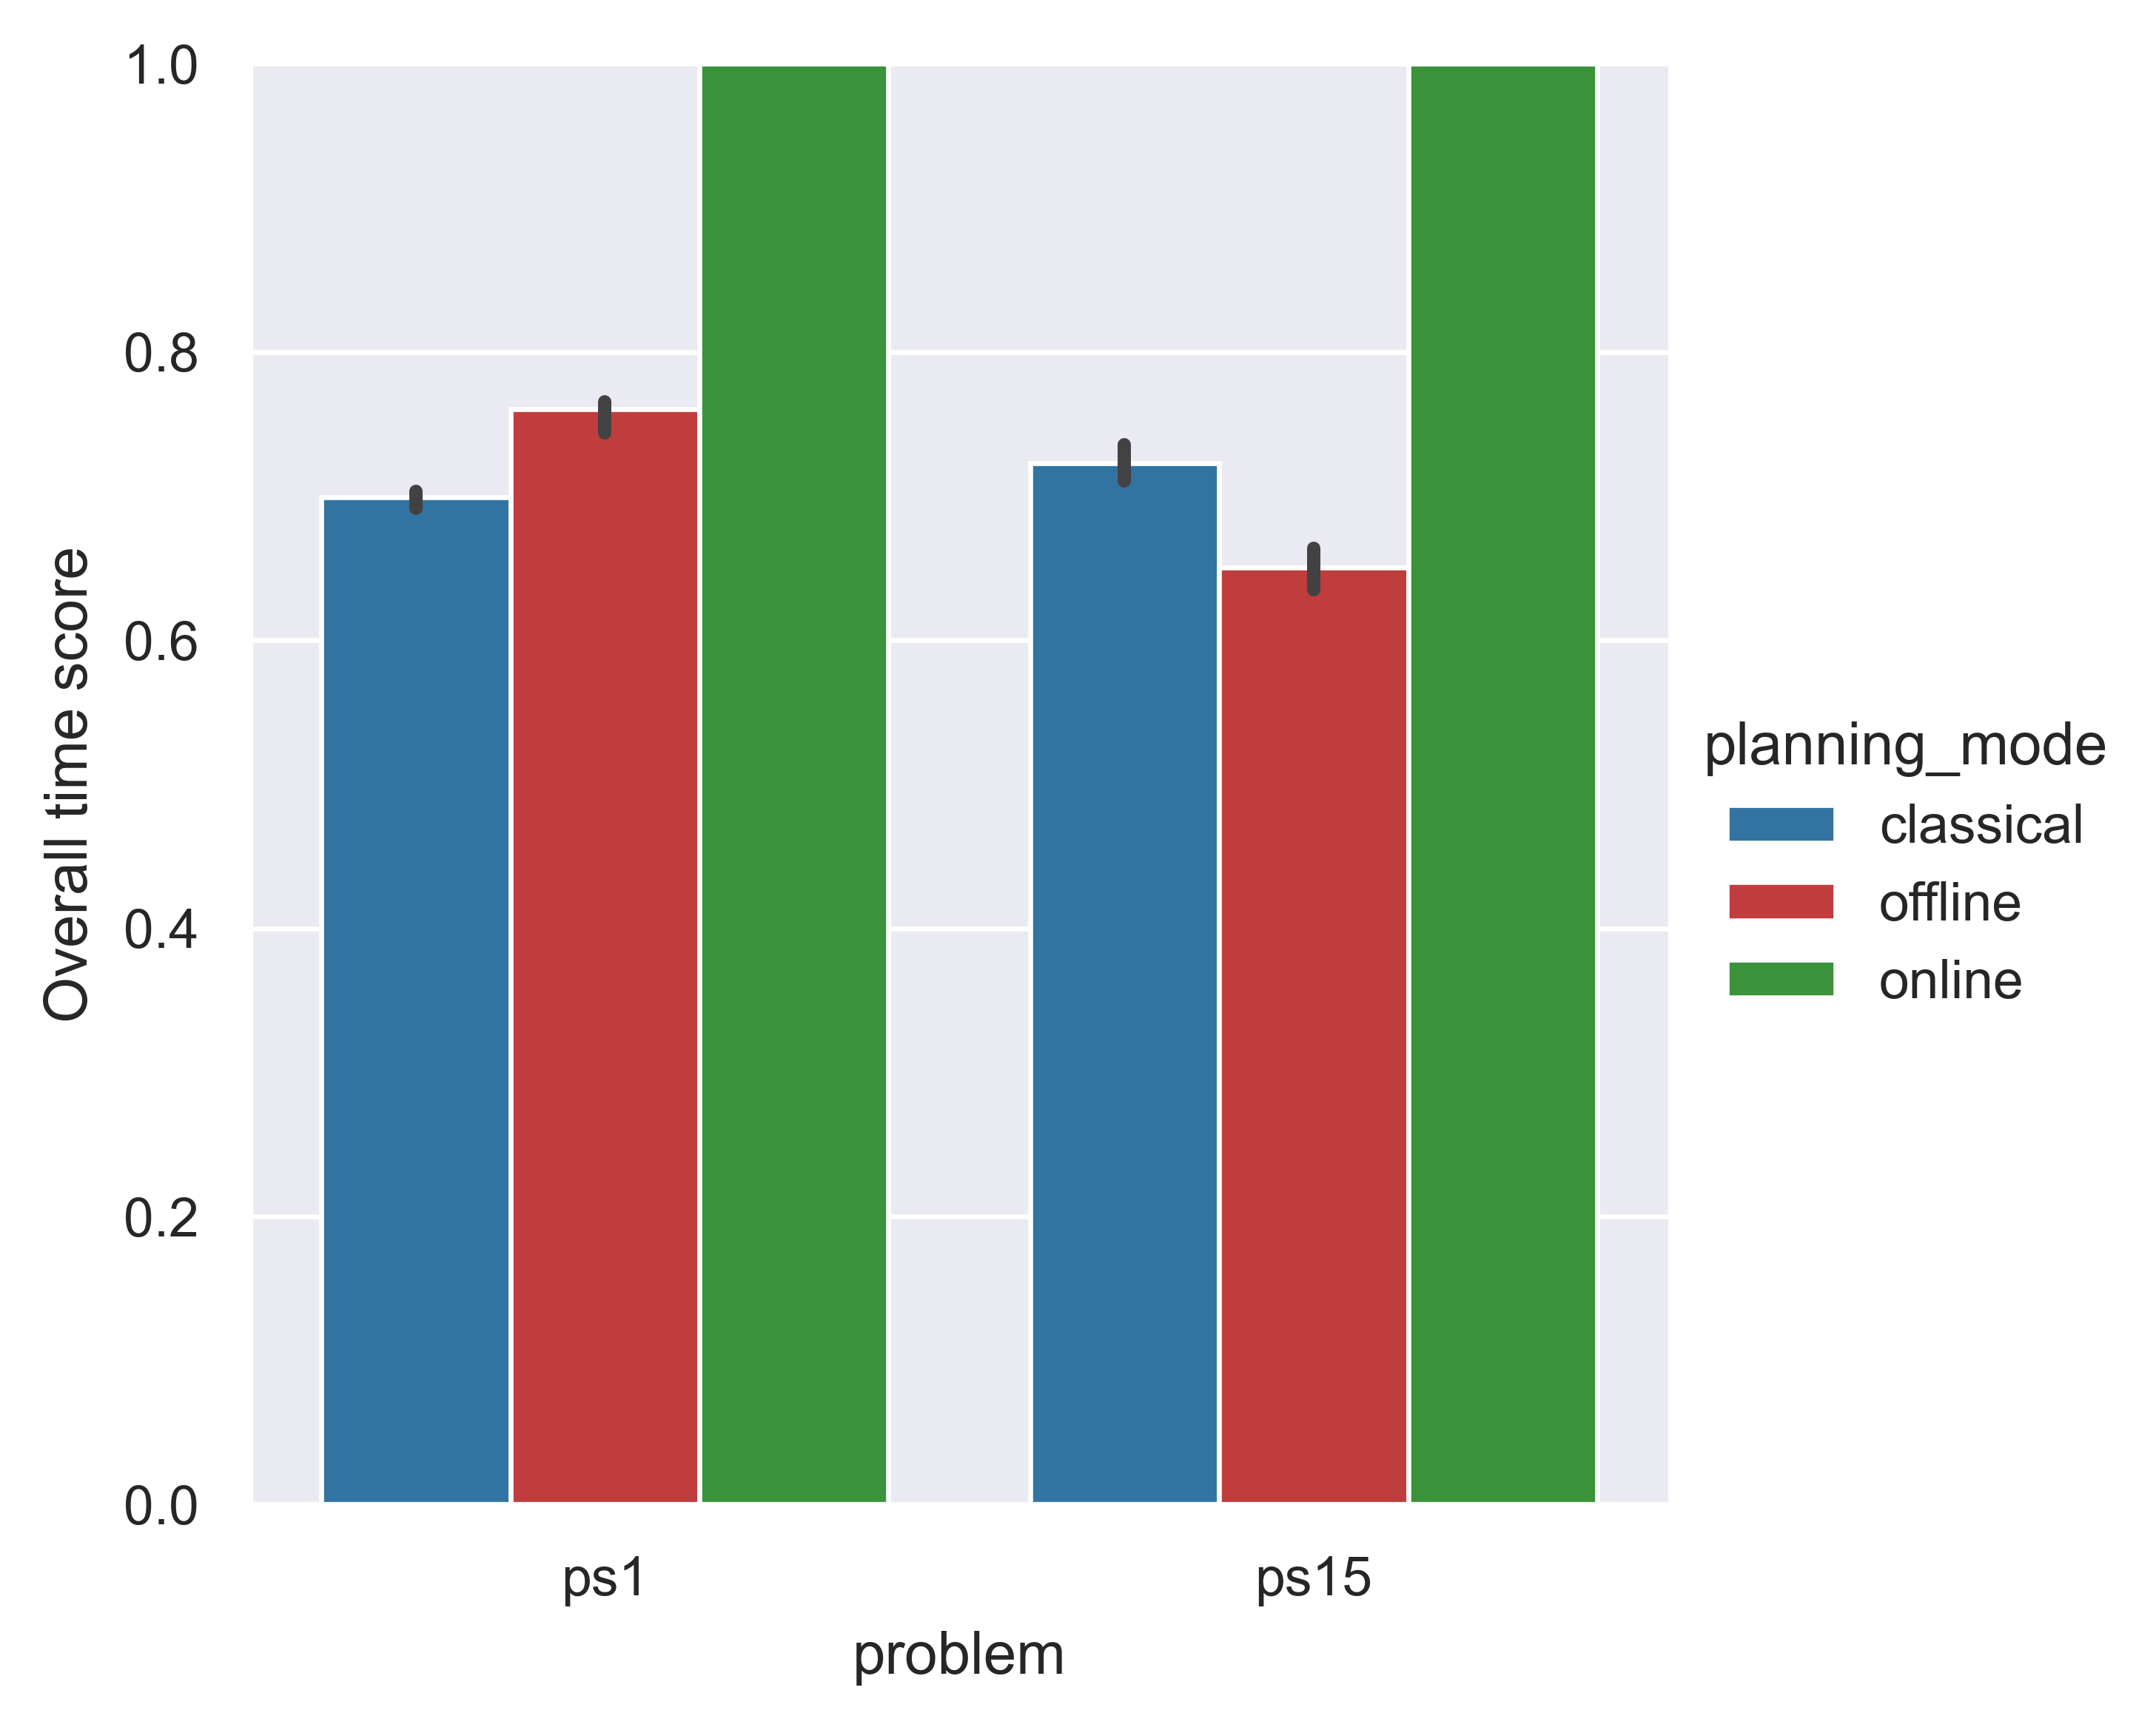 1.0
0.8
0.6
0.4
0.2
0.0
Overall time score
ps1
ps15
problem
planning_mode
classical
offline
online